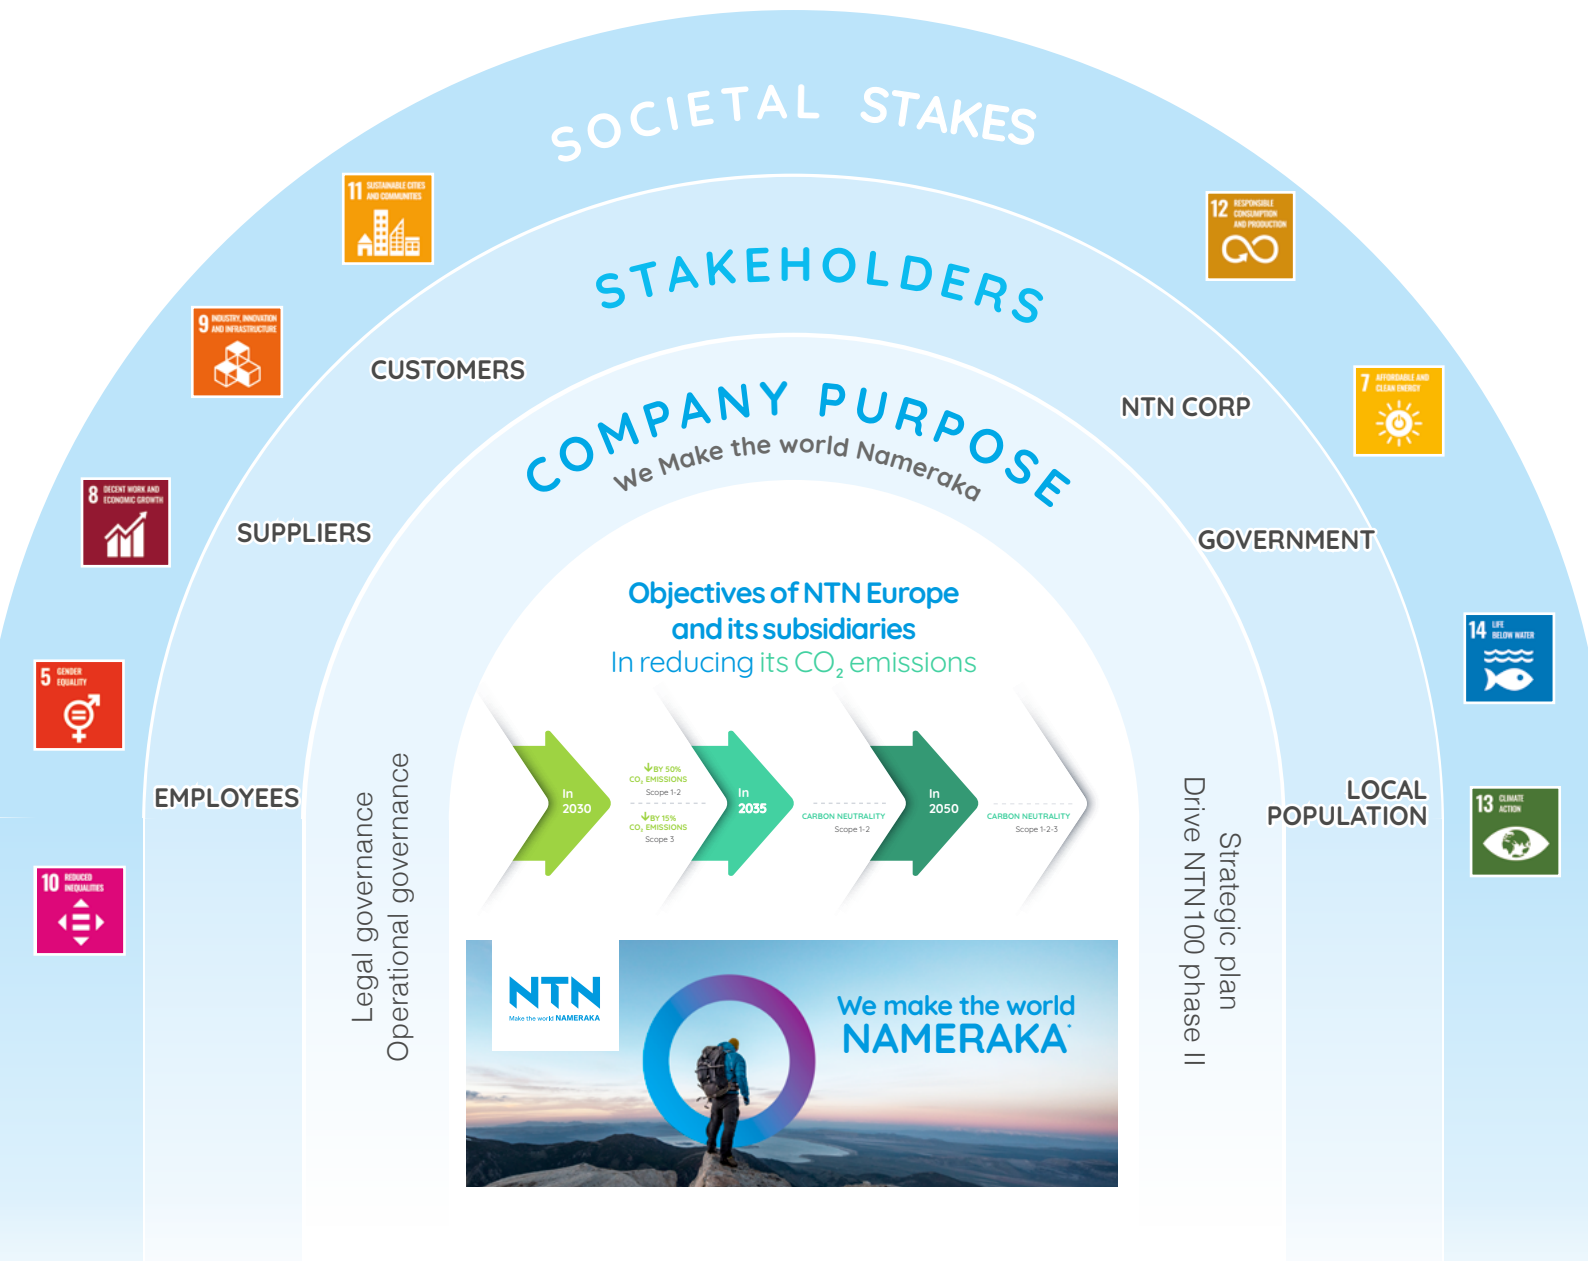 SOCIETAL STAKES
11 SUSTAINABLE CITIES
AND COMMUNITIES
12 RESPONSIBLE
CONSUMPTION
AND PRODUCTION
STAKEHOLDERS
9 INDUSTRY, INNOVATION
AND INFRASTRUCTURE
CUSTOMERS
7 AFFORDABLE AND
CLEAN ENERGY
NTN CORP
COMPANY PURPOSE
We Make the world Nameraka
8 DECENT WORK AND
ECONOMIC GROWTH
SUPPLIERS
GOVERNMENT
Objectives of NTN Europe
and its subsidiaries
In reducing its CO₂ emissions
14 LIFE
BELOW WATER
5 GENDER
EQUALITY
EMPLOYEES
LOCAL
POPULATION
13 CLIMATE
ACTION
10 REDUCED
INEQUALITIES
Legal governance
Operational governance
In
2030
↓BY 50%
CO₂ EMISSIONS
Scope 1-2
↓BY 15%
CO₂ EMISSIONS
Scope 3
In
2035
CARBON NEUTRALITY
Scope 1-2
In
2050
CARBON NEUTRALITY
Scope 1-2-3
Strategic plan
Drive NTN100 phase II
NTN
Make the world NAMERAKA
We make the world
NAMERAKA*